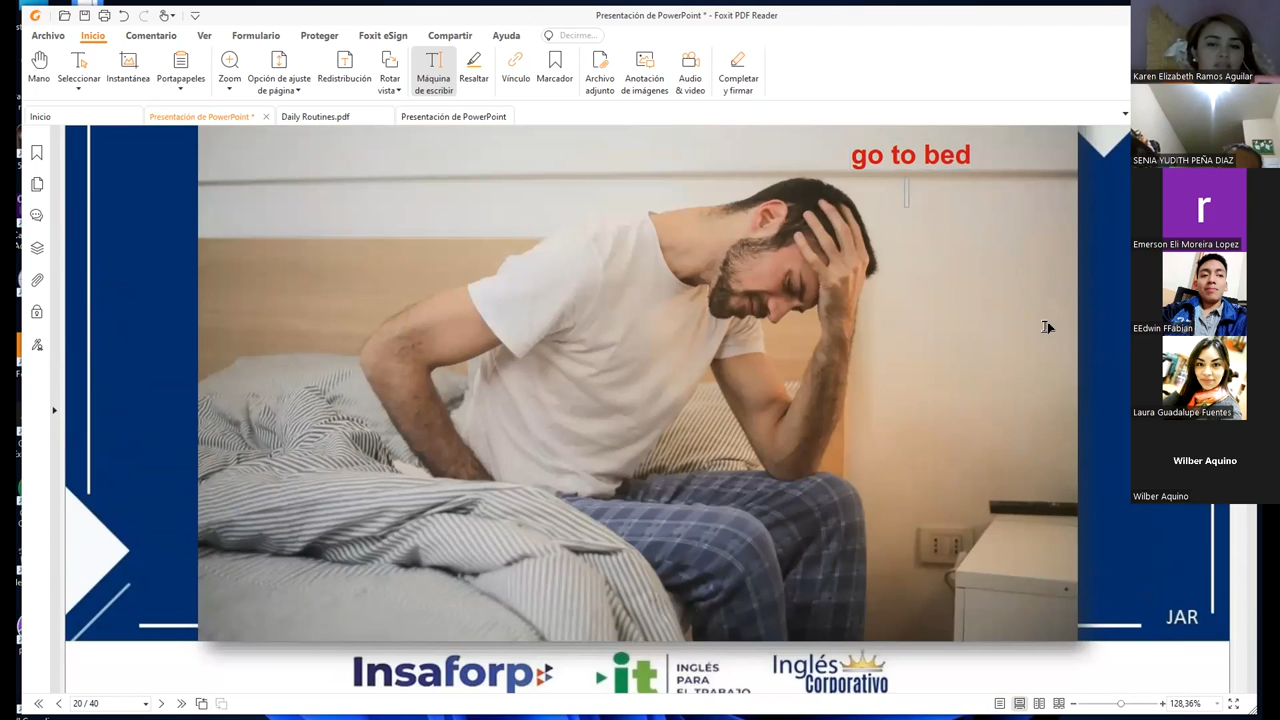 Presentación de PowerPoint * - Foxit PDF Reader
Archivo Inicio Comentario Ver Formulario Proteger Foxit eSign Compartir Ayuda Decirme...
Mano Seleccionar Instantánea Portapapeles Zoom Opción de ajuste de página Redistribución Rotar vista Máquina de escribir Resaltar Vínculo Marcador Archivo adjunto Anotación de imágenes Audio & video Completar y firmar
Inicio Presentación de PowerPoint * Daily Routines.pdf Presentación de PowerPoint
go to bed
JAR
Insaforp it INGLÉS PARA EL TRABAJO Inglés Corporativo
20 / 40 128,36%
Karen Elizabeth Ramos Aguilar
SENIA YUDITH PEÑA DIAZ
r
Emerson Eli Moreira Lopez
EEdwin FFabian
Laura Guadalupe Fuentes
Wilber Aquino
Wilber Aquino